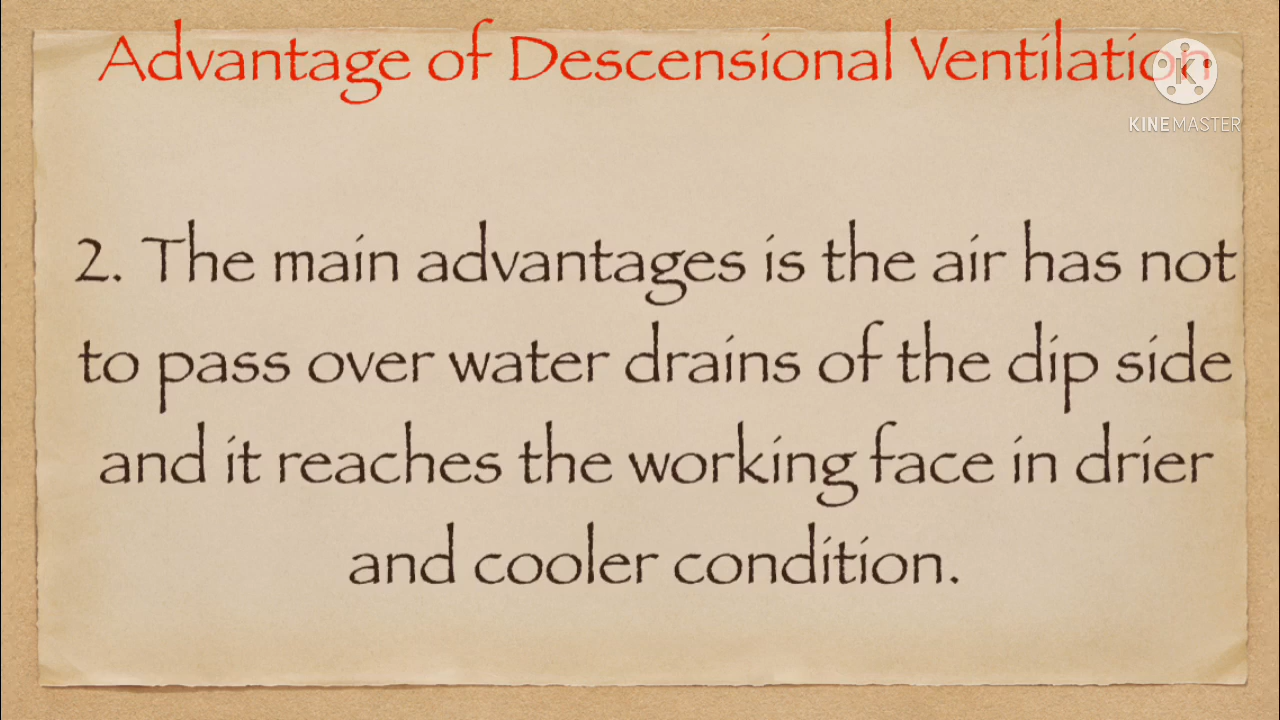 Advantage of Descensional Ventilation
KINEMASTER
2. The main advantages is the air has not
to pass over water drains of the dip side
and it reaches the working face in drier
and cooler condition.